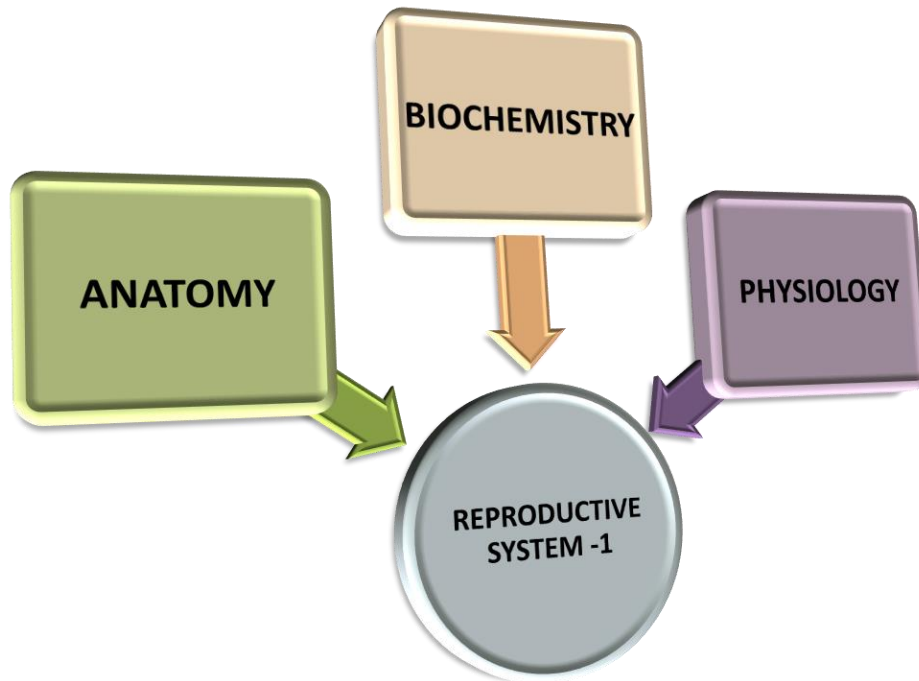 BIOCHEMISTRY
ANATOMY
PHYSIOLOGY
REPRODUCTIVE
SYSTEM -1